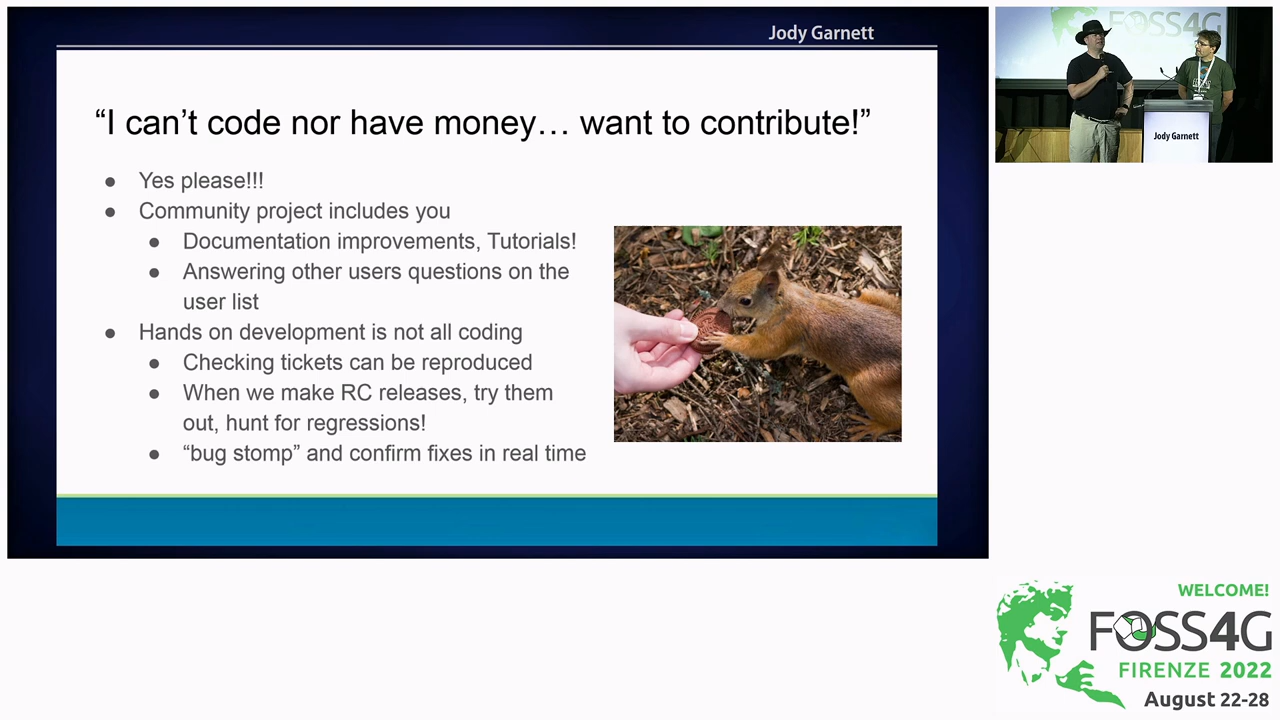 Jody Garnett
“I can’t code nor have money… want to contribute!”
● Yes please!!!
● Community project includes you
● Documentation improvements, Tutorials!
● Answering other users questions on the
user list
● Hands on development is not all coding
● Checking tickets can be reproduced
● When we make RC releases, try them
out, hunt for regressions!
● “bug stomp” and confirm fixes in real time
FOSS4G
Jody Garnett
WELCOME!
FOSS4G
FIRENZE 2022
August 22-28